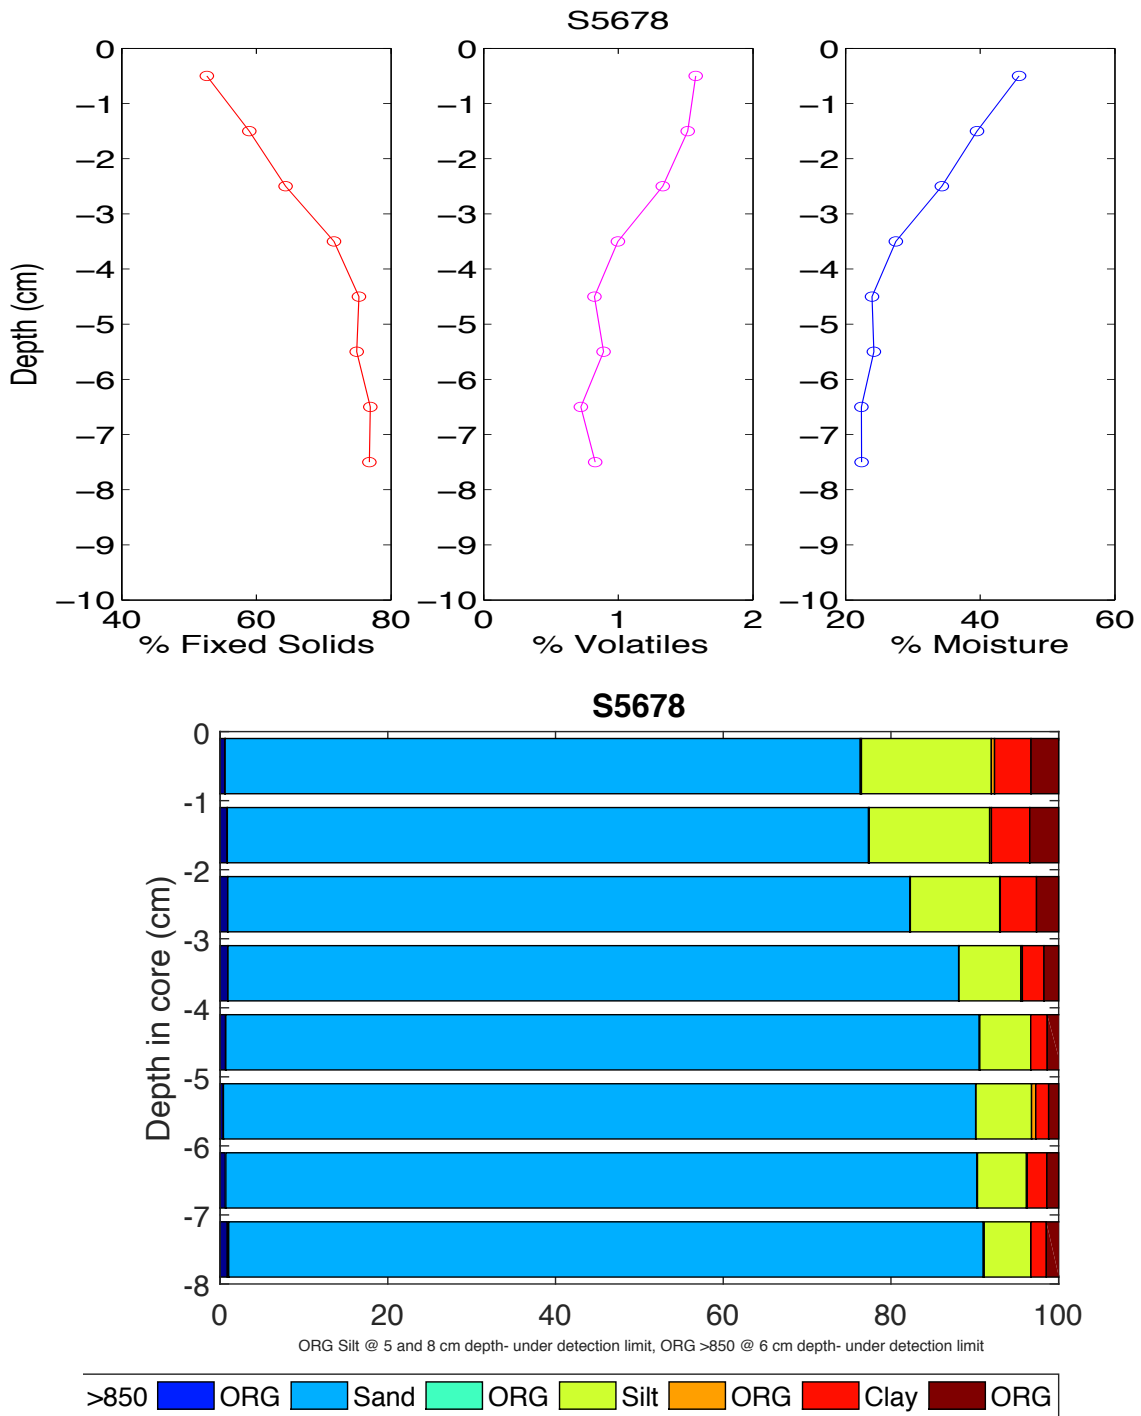 S5678
0 0 0
−1 −1 −1
−2 −2 −2
−3 −3 −3
−4 −4 −4
Depth (cm)
−5 −5 −5
−6 −6 −6
−7 −7 −7
−8 −8 −8
−9 −9 −9
−10 −10 −10
40 60 80 0 1 2 20 40 60
% Fixed Solids % Volatiles % Moisture
S5678
0
-1
-2
-3
-4
Depth in core (cm)
-5
-6
-7
-8
0 20 40 60 80 100
ORG Silt @ 5 and 8 cm depth- under detection limit, ORG >850 @ 6 cm depth- under detection limit
>850 ORG Sand ORG Silt ORG Clay ORG